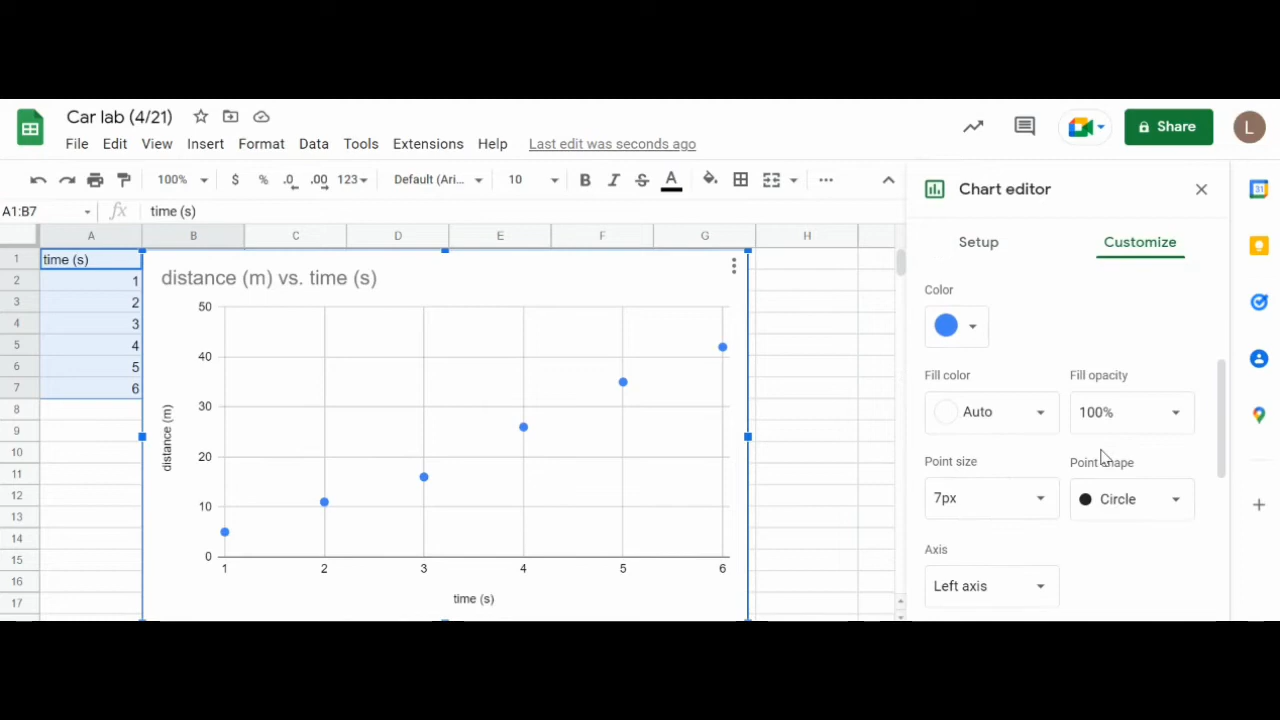 Car lab (4/21)
File Edit View Insert Format Data Tools Extensions Help Last edit was seconds ago
Share
L
100% $ % .0 .00 123 Default (Ari... 10 B I S A
A1:B7 fx time (s)
A B C D E F G H
1 time (s)
2 1
3 2
4 3
5 4
6 5
7 6
8
9
10
11
12
13
14
15
16
17
distance (m) vs. time (s)
distance (m)
50
40
30
20
10
0
1 2 3 4 5 6
time (s)
Chart editor
Setup Customize
Color
Fill color Fill opacity
Auto 100%
Point size Point shape
7px Circle
Axis
Left axis
31